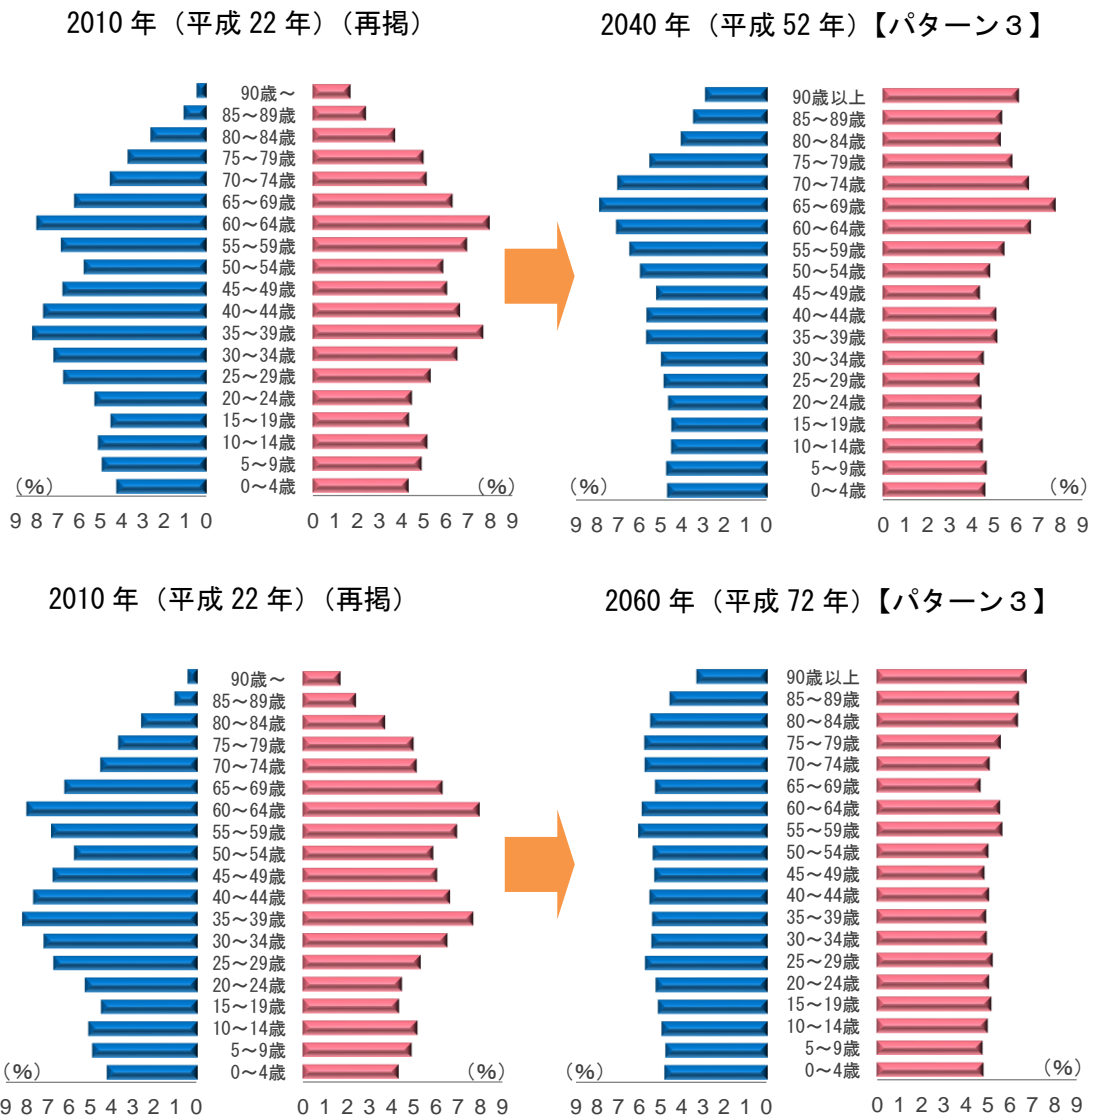 2010 年（平成 22 年）（再掲）
2040 年（平成 52 年）【パターン３】
90歳～
85～89歳
80～84歳
75～79歳
70～74歳
65～69歳
60～64歳
55～59歳
50～54歳
45～49歳
40～44歳
35～39歳
30～34歳
25～29歳
20～24歳
15～19歳
10～14歳
5～9歳
0～4歳
（%） （%）
9 8 7 6 5 4 3 2 1 0 0 1 2 3 4 5 6 7 8 9
90歳以上
85～89歳
80～84歳
75～79歳
70～74歳
65～69歳
60～64歳
55～59歳
50～54歳
45～49歳
40～44歳
35～39歳
30～34歳
25～29歳
20～24歳
15～19歳
10～14歳
5～9歳
0～4歳
（%） （%）
9 8 7 6 5 4 3 2 1 0 0 1 2 3 4 5 6 7 8 9
2010 年（平成 22 年）（再掲）
2060 年（平成 72 年）【パターン３】
90歳～
85～89歳
80～84歳
75～79歳
70～74歳
65～69歳
60～64歳
55～59歳
50～54歳
45～49歳
40～44歳
35～39歳
30～34歳
25～29歳
20～24歳
15～19歳
10～14歳
5～9歳
0～4歳
（%） （%）
9 8 7 6 5 4 3 2 1 0 0 1 2 3 4 5 6 7 8 9
90歳以上
85～89歳
80～84歳
75～79歳
70～74歳
65～69歳
60～64歳
55～59歳
50～54歳
45～49歳
40～44歳
35～39歳
30～34歳
25～29歳
20～24歳
15～19歳
10～14歳
5～9歳
0～4歳
（%） （%）
9 8 7 6 5 4 3 2 1 0 0 1 2 3 4 5 6 7 8 9